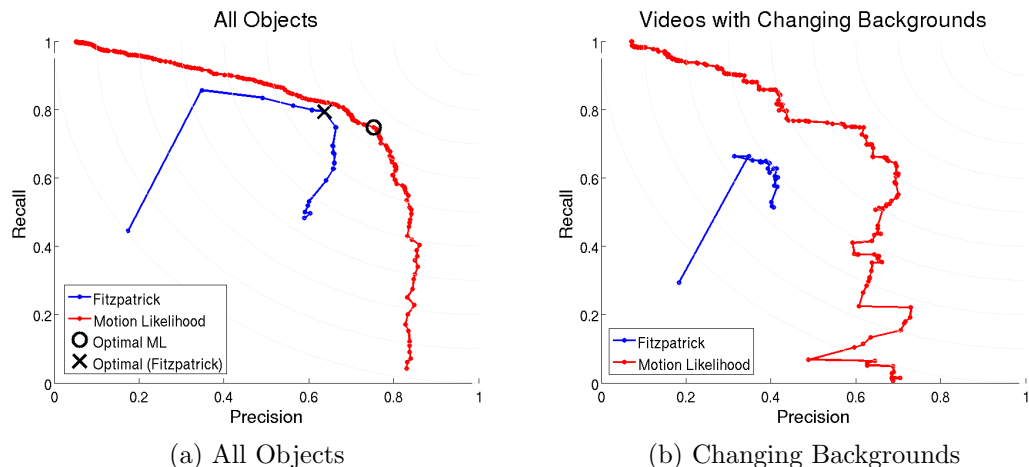 All Objects
1
0.8
0.6
0.4
0.2
0
Recall
Fitzpatrick
Motion Likelihood
Optimal ML
Optimal (Fitzpatrick)
0.2
0.4
0.6
0.8
1
Precision
(a) All Objects
Videos with Changing Backgrounds
1
0.8
0.6
0.4
0.2
0
Recall
Fitzpatrick
Motion Likelihood
0
0.2
0.4
0.6
0.8
1
Precision
(b) Changing Backgrounds